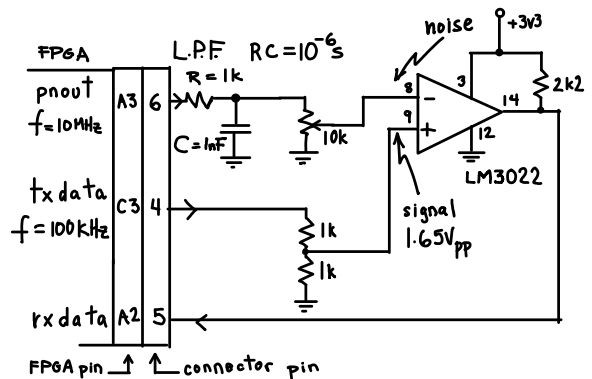 FPGA
L.P.F RC=10⁻⁶s
noise
+3v3
pnout
A3
6
R=1k
f=10MHz
C=1nF
10k
8
-
9
+
3
14
12
2k2
LM3022
tx data
C3
4
f=100kHz
1k
1k
signal
1.65Vpp
rx data
A2
5
FPGA pin
connector pin